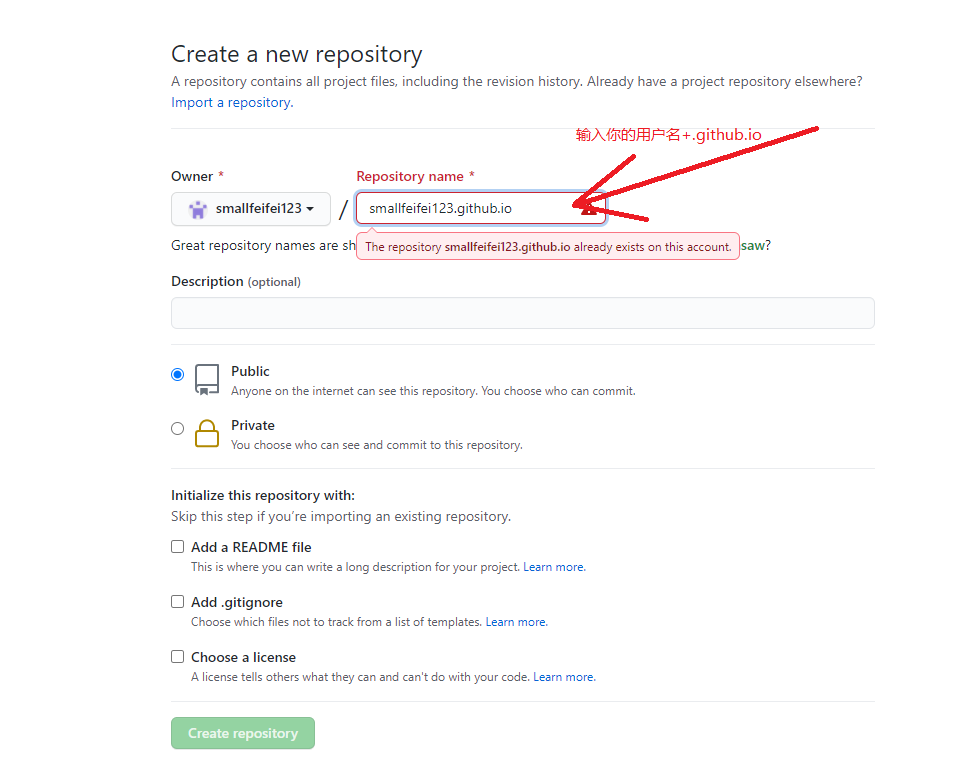 Create a new repository
A repository contains all project files, including the revision history. Already have a project repository elsewhere?
Import a repository.
输入你的用户名+.github.io
Owner *
Repository name *
smallfeifei123
/
smallfeifei123.github.io
Great repository names are sh
saw?
The repository smallfeifei123.github.io already exists on this account.
Description (optional)
Public
Anyone on the internet can see this repository. You choose who can commit.
Private
You choose who can see and commit to this repository.
Initialize this repository with:
Skip this step if you’re importing an existing repository.
Add a README file
This is where you can write a long description for your project. Learn more.
Add .gitignore
Choose which files not to track from a list of templates. Learn more.
Choose a license
A license tells others what they can and can't do with your code. Learn more.
Create repository